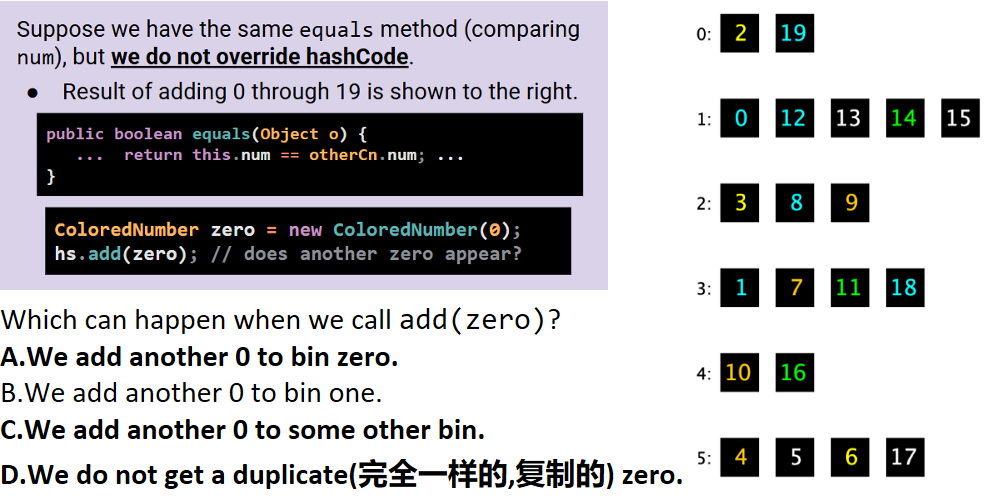 Suppose we have the same equals method (comparing
num), but we do not override hashCode.
● Result of adding 0 through 19 is shown to the right.
public boolean equals(Object o) {
... return this.num == otherCn.num; ...
}
ColoredNumber zero = new ColoredNumber(0);
hs.add(zero); // does another zero appear?
Which can happen when we call add(zero)?
A.We add another 0 to bin zero.
B.We add another 0 to bin one.
C.We add another 0 to some other bin.
D.We do not get a duplicate(完全一样的,复制的) zero.
0: 2 19
1: 0 12 13 14 15
2: 3 8 9
3: 1 7 11 18
4: 10 16
5: 4 5 6 17